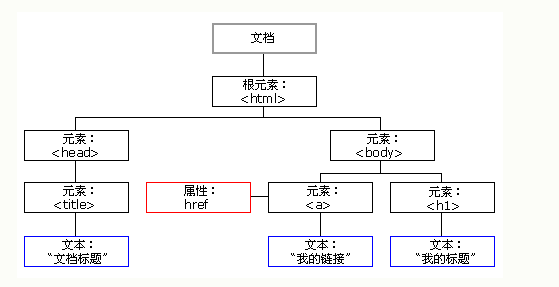 文档
根元素：
<html>
元素：
<head>
元素：
<body>
元素：
<title>
属性：
href
元素：
<a>
元素：
<h1>
文本：
“文档标题”
文本：
“我的链接”
文本：
“我的标题”